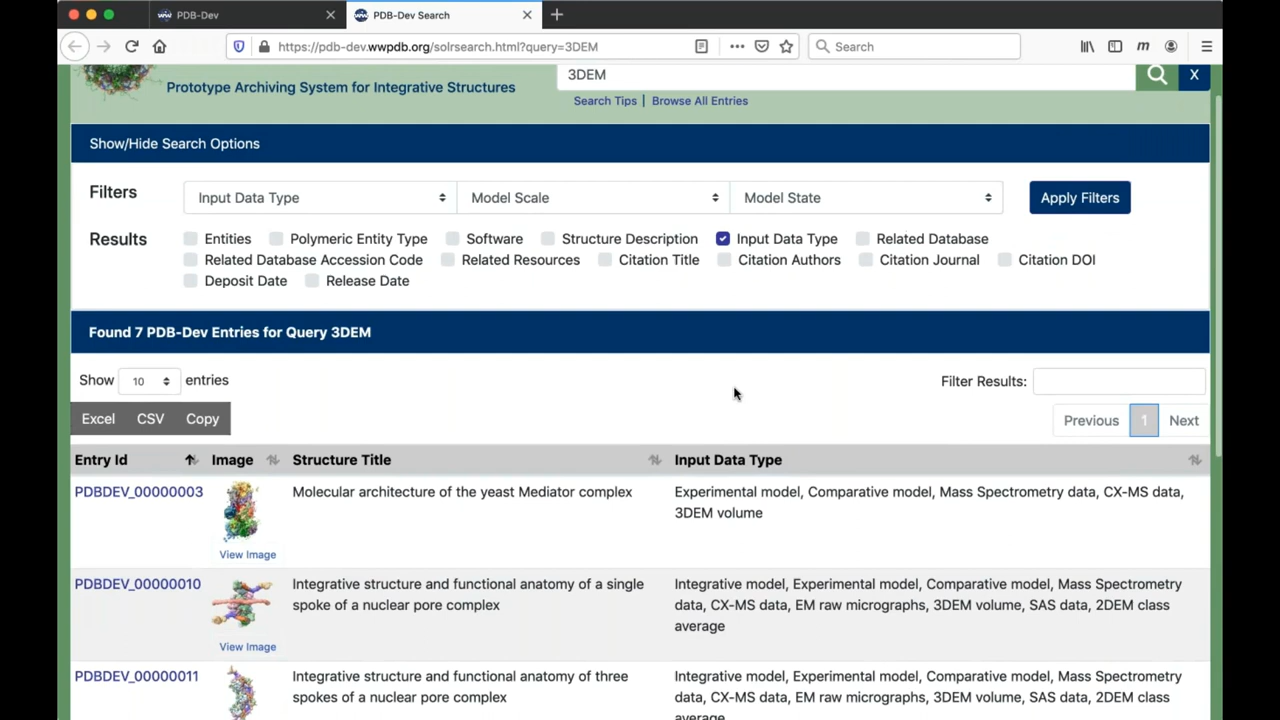 PDB-Dev
PDB-Dev Search
https://pdb-dev.wwpdb.org/solrsearch.html?query=3DEM
Search
Prototype Archiving System for Integrative Structures
3DEM
X
Search Tips | Browse All Entries
Show/Hide Search Options
Filters
Input Data Type
Model Scale
Model State
Apply Filters
Results
Entities
Polymeric Entity Type
Software
Structure Description
Input Data Type
Related Database
Related Database Accession Code
Related Resources
Citation Title
Citation Authors
Citation Journal
Citation DOI
Deposit Date
Release Date
Found 7 PDB-Dev Entries for Query 3DEM
Show 10 entries
Filter Results:
Excel
CSV
Copy
Previous
1
Next
Entry Id
Image
Structure Title
Input Data Type
PDBDEV_00000003
View Image
Molecular architecture of the yeast Mediator complex
Experimental model, Comparative model, Mass Spectrometry data, CX-MS data,
3DEM volume
PDBDEV_00000010
View Image
Integrative structure and functional anatomy of a single
spoke of a nuclear pore complex
Integrative model, Experimental model, Comparative model, Mass Spectrometry
data, CX-MS data, EM raw micrographs, 3DEM volume, SAS data, 2DEM class
average
PDBDEV_00000011
Integrative structure and functional anatomy of three
spokes of a nuclear pore complex
Integrative model, Experimental model, Comparative model, Mass Spectrometry
data, CX-MS data, EM raw micrographs, 3DEM volume, SAS data, 2DEM class
average